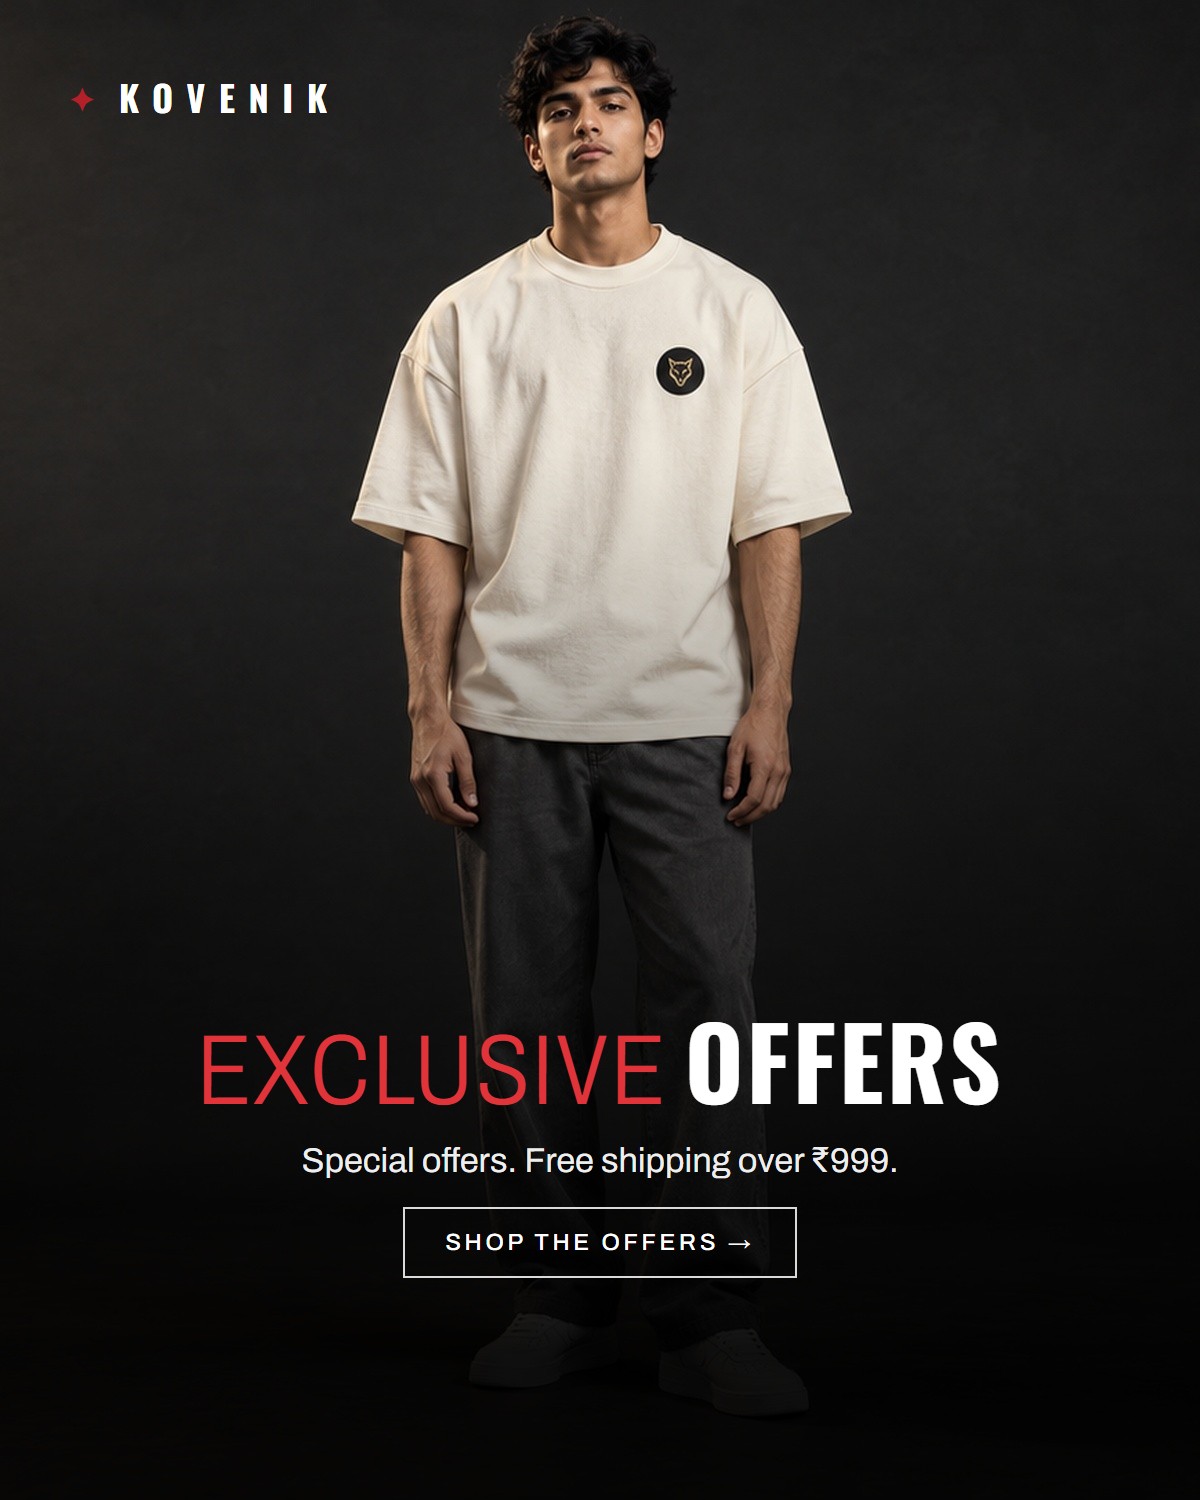 KOVENIK
EXCLUSIVE OFFERS
Special offers. Free shipping over ₹999.
SHOP THE OFFERS →